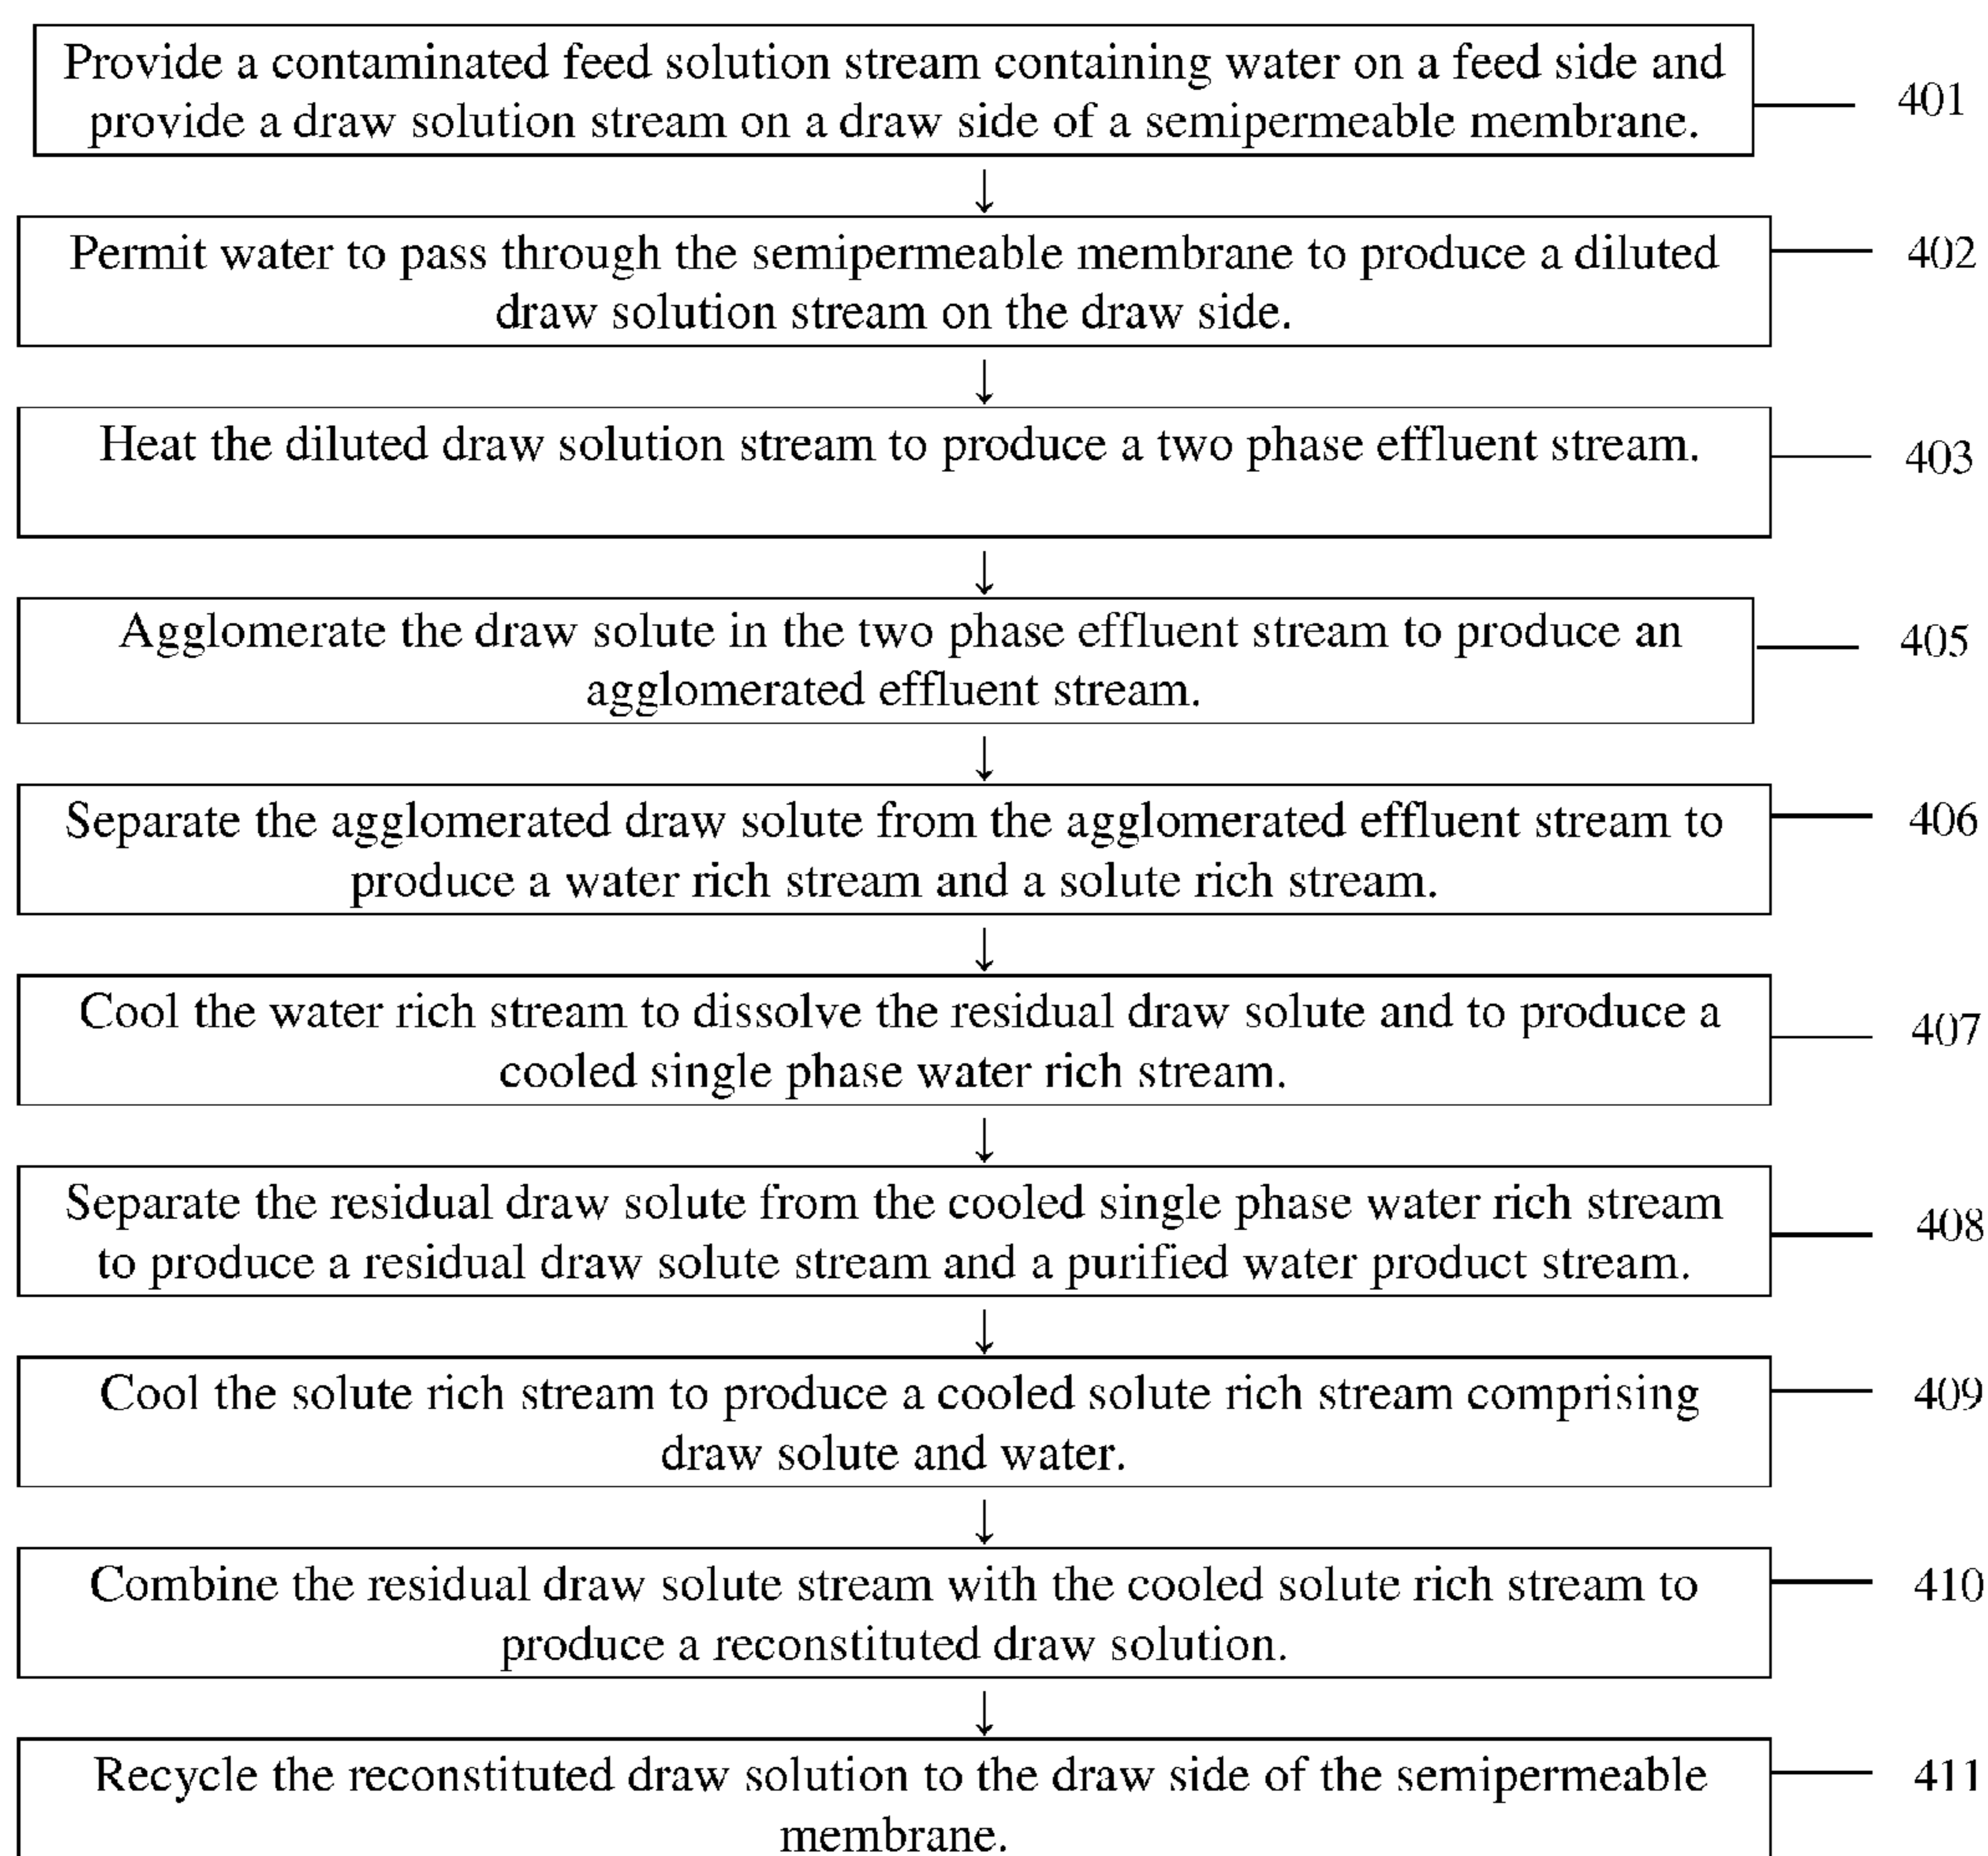 Provide a contaminated feed solution stream containing water on a feed side and
provide a draw solution stream on a draw side of a semipermeable membrane.
401
Permit water to pass through the semipermeable membrane to produce a diluted
draw solution stream on the draw side.
402
Heat the diluted draw solution stream to produce a two phase effluent stream.
403
Agglomerate the draw solute in the two phase effluent stream to produce an
agglomerated effluent stream.
405
Separate the agglomerated draw solute from the agglomerated effluent stream to
produce a water rich stream and a solute rich stream.
406
Cool the water rich stream to dissolve the residual draw solute and to produce a
cooled single phase water rich stream.
407
Separate the residual draw solute from the cooled single phase water rich stream
to produce a residual draw solute stream and a purified water product stream.
408
Cool the solute rich stream to produce a cooled solute rich stream comprising
draw solute and water.
409
Combine the residual draw solute stream with the cooled solute rich stream to
produce a reconstituted draw solution.
410
Recycle the reconstituted draw solution to the draw side of the semipermeable
membrane.
411